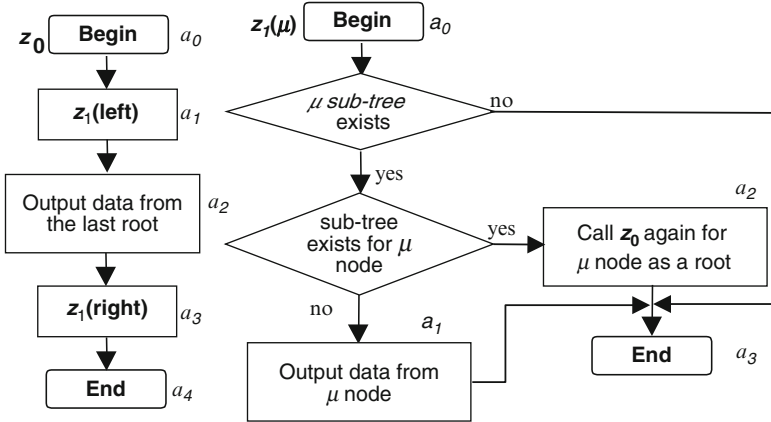 z0 Begin a0
z1(left) a1
Output data from
the last root
a2
z1(right) a3
End a4
z1(μ) Begin a0
μ sub-tree
exists
no
yes
sub-tree
exists for μ
node
yes
no
a1
Output data from
μ node
a2
Call z0 again for
μ node as a root
End
a3